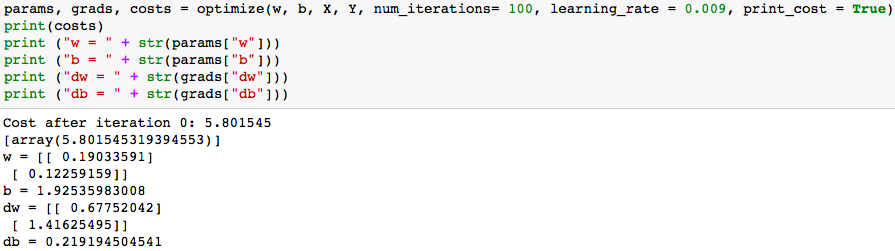 params, grads, costs = optimize(w, b, X, Y, num_iterations= 100, learning_rate = 0.009, print_cost = True)
print(costs)
print ("w = " + str(params["w"]))
print ("b = " + str(params["b"]))
print ("dw = " + str(grads["dw"]))
print ("db = " + str(grads["db"]))
Cost after iteration 0: 5.801545
[array(5.801545319394553)]
w = [[ 0.19033591]
 [ 0.12259159]]
b = 1.92535983008
dw = [[ 0.67752042]
 [ 1.41625495]]
db = 0.219194504541